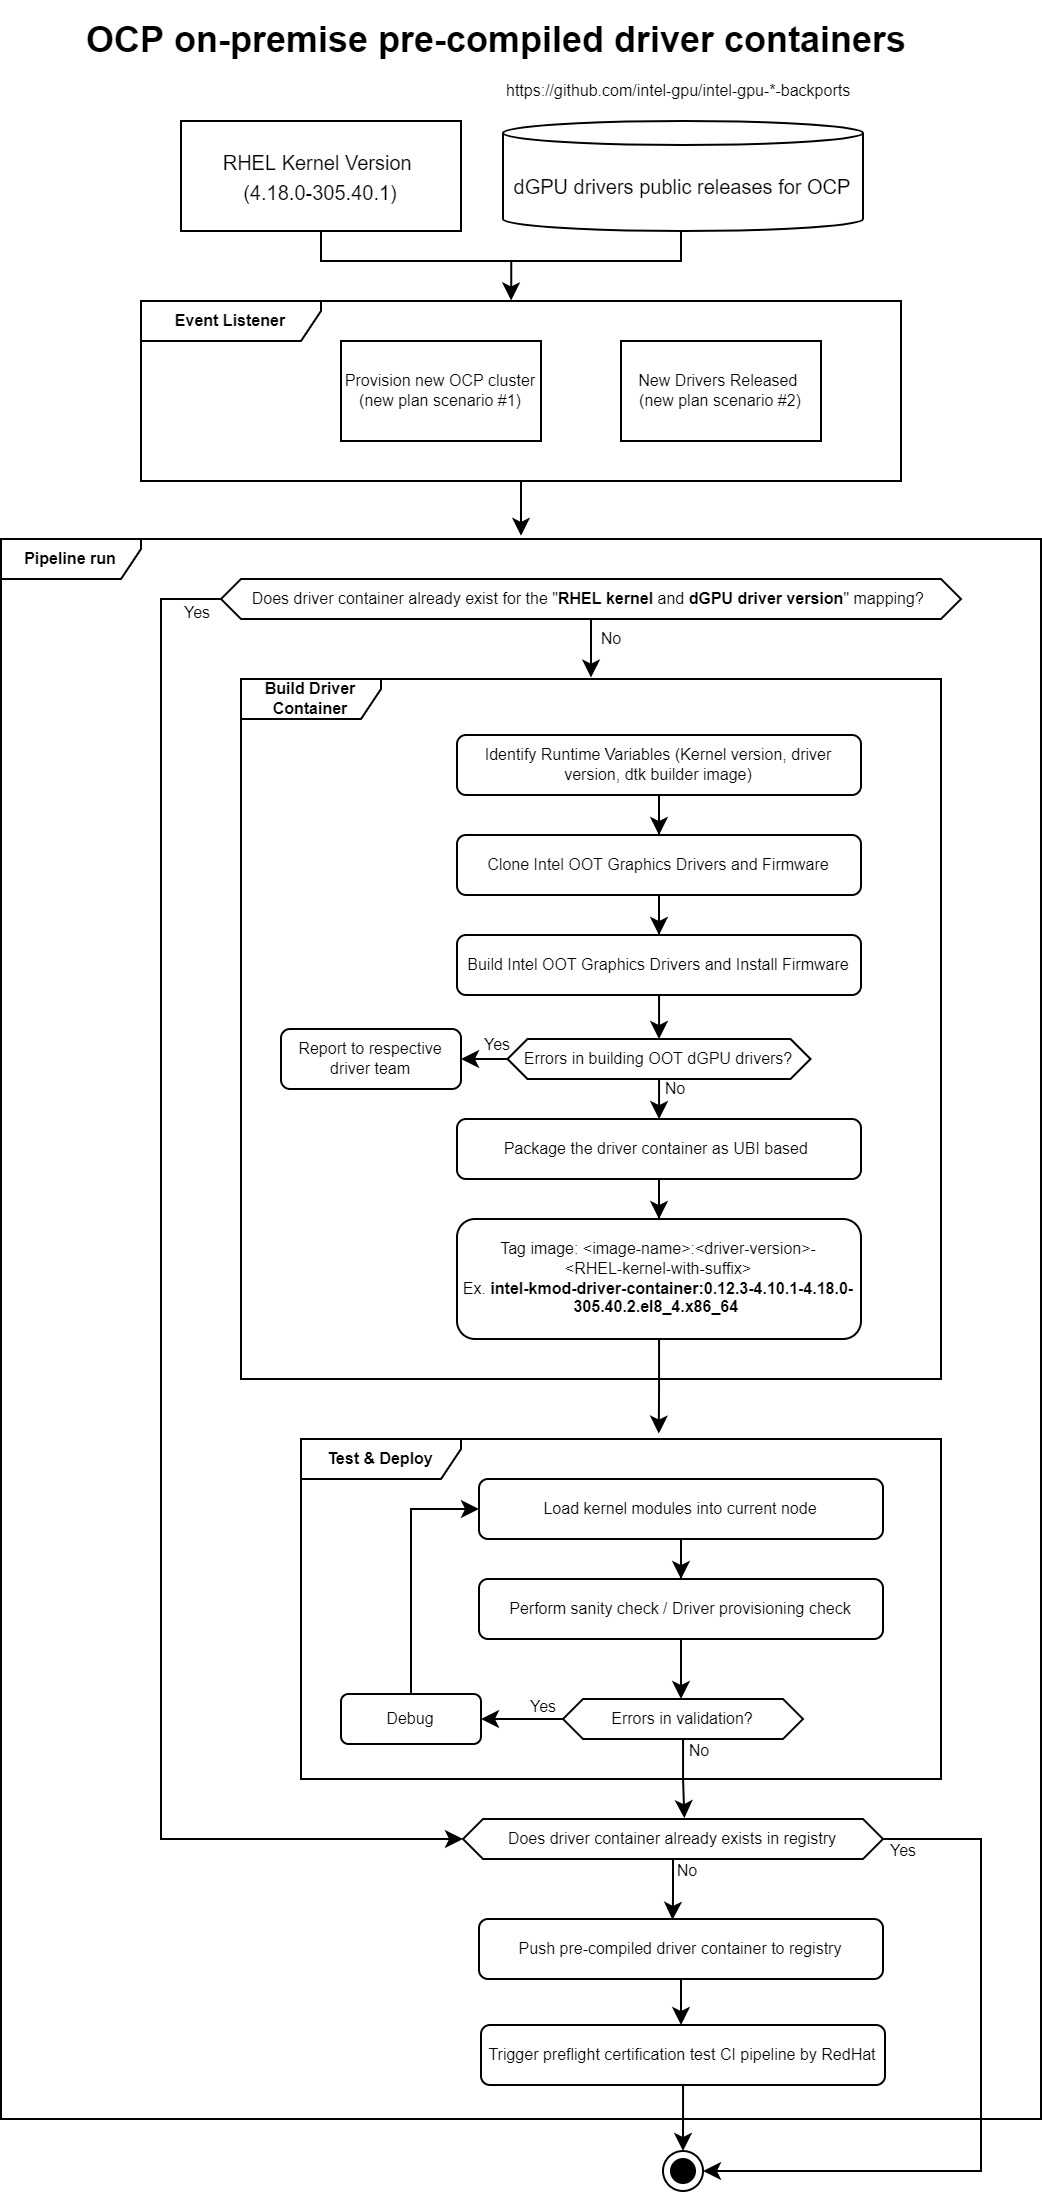 OCP on-premise pre-compiled driver containers
https://github.com/intel-gpu/intel-gpu-*-backports
RHEL Kernel Version
(4.18.0-305.40.1)
dGPU drivers public releases for OCP
Event Listener
Provision new OCP cluster
(new plan scenario #1)
New Drivers Released
(new plan scenario #2)
Pipeline run
Does driver container already exist for the "RHEL kernel and dGPU driver version" mapping?
Yes
No
Build Driver
Container
Identify Runtime Variables (Kernel version, driver
version, dtk builder image)
Clone Intel OOT Graphics Drivers and Firmware
Build Intel OOT Graphics Drivers and Install Firmware
Errors in building OOT dGPU drivers?
Yes
Report to respective
driver team
No
Package the driver container as UBI based
Tag image: <image-name>:<driver-version>-
<RHEL-kernel-with-suffix>
Ex. intel-kmod-driver-container:0.12.3-4.10.1-4.18.0-
305.40.2.el8_4.x86_64
Test & Deploy
Load kernel modules into current node
Perform sanity check / Driver provisioning check
Errors in validation?
Yes
Debug
No
Does driver container already exists in registry
Yes
No
Push pre-compiled driver container to registry
Trigger preflight certification test CI pipeline by RedHat